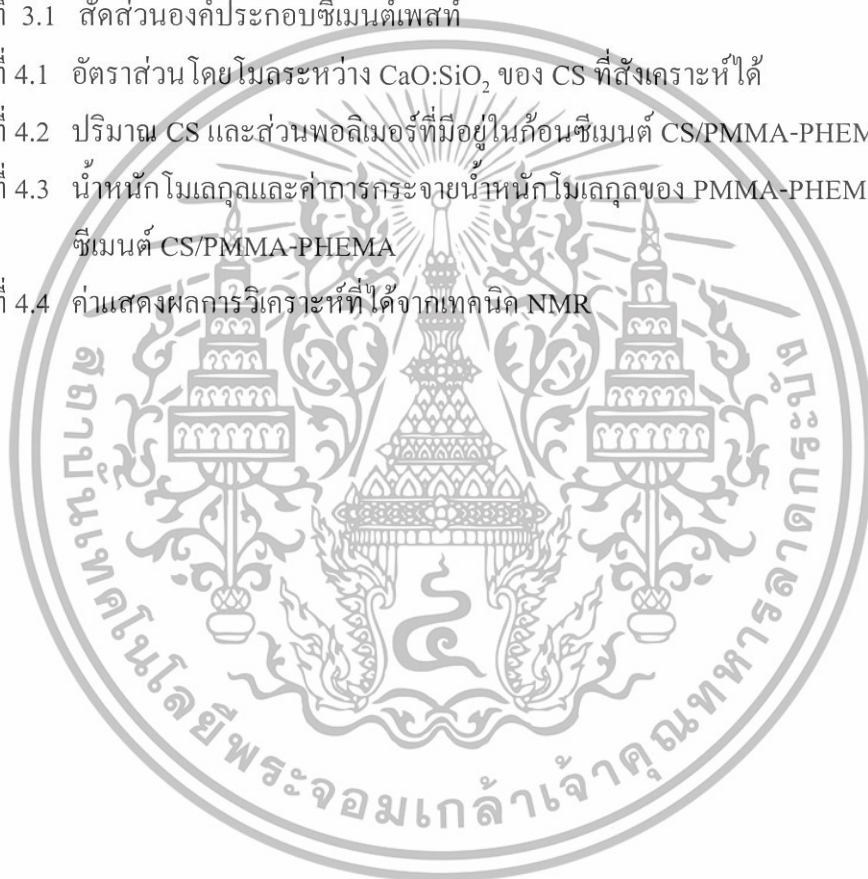 ที่ 3.1 สัดส่วนองค์ประกอบซีเมนต์เพสท์
ที่ 4.1 อัตราส่วนโดยโมลระหว่าง CaO:SiO₂ ของ CS ที่สังเคราะห์ได้
ที่ 4.2 ปริมาณ CS และส่วนพอลิเมอร์ที่มีอยู่ในก้อนซีเมนต์ CS/PMMA-PHEM
ที่ 4.3 น้ำหนักโมเลกุลและค่าการกระจายน้ำหนักโมเลกุลของ PMMA-PHEM
ซีเมนต์ CS/PMMA-PHEMA
ที่ 4.4 ค่าแสดงผลการวิเคราะห์ที่ได้จากเทคนิค NMR
สถาบันเทคโนโลยีพระจอมเกล้าเจ้าคุณทหารลาดกระบัง